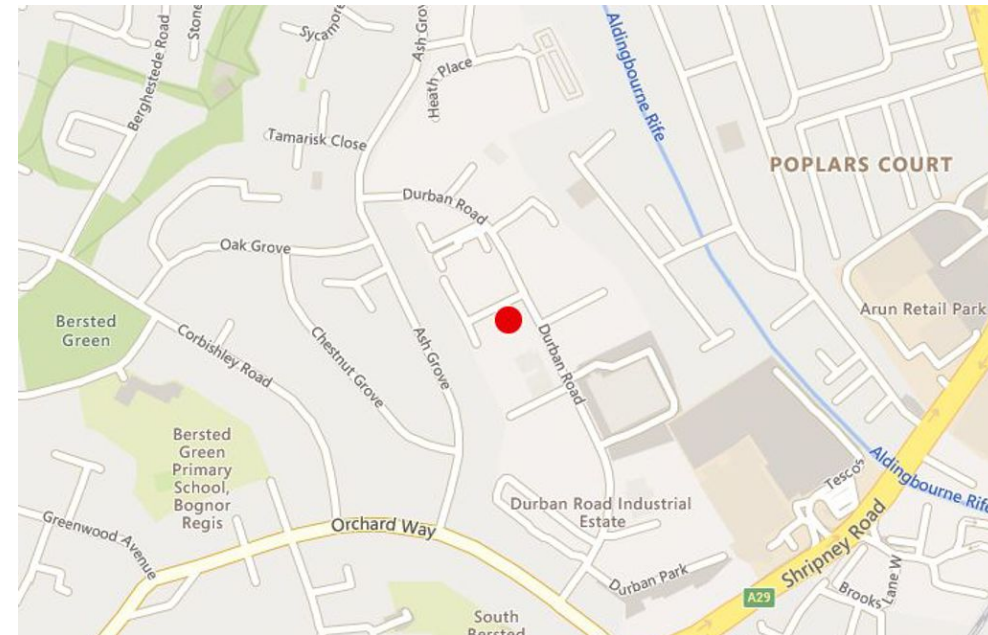 Berghestede Road
Stone
Sycamore
Ash Grov
Heath Place
Aldingbourne Rife
Tamarisk Close
POPLARS COURT
Durban Road
Oak Grove
Arun Retail Park
Bersted
Green
Corbishley Road
Chestnut Grove
Ash Grove
Durban Road
Bersted
Green
Primary
School,
Bognor
Regis
Tesco's
Aldingbourne Rife
Durban Road Industrial
Estate
Greenwood Avenue
Orchard Way
Shripney Road
Durban Park
A29
Brooks
Lane W
South
Bersted